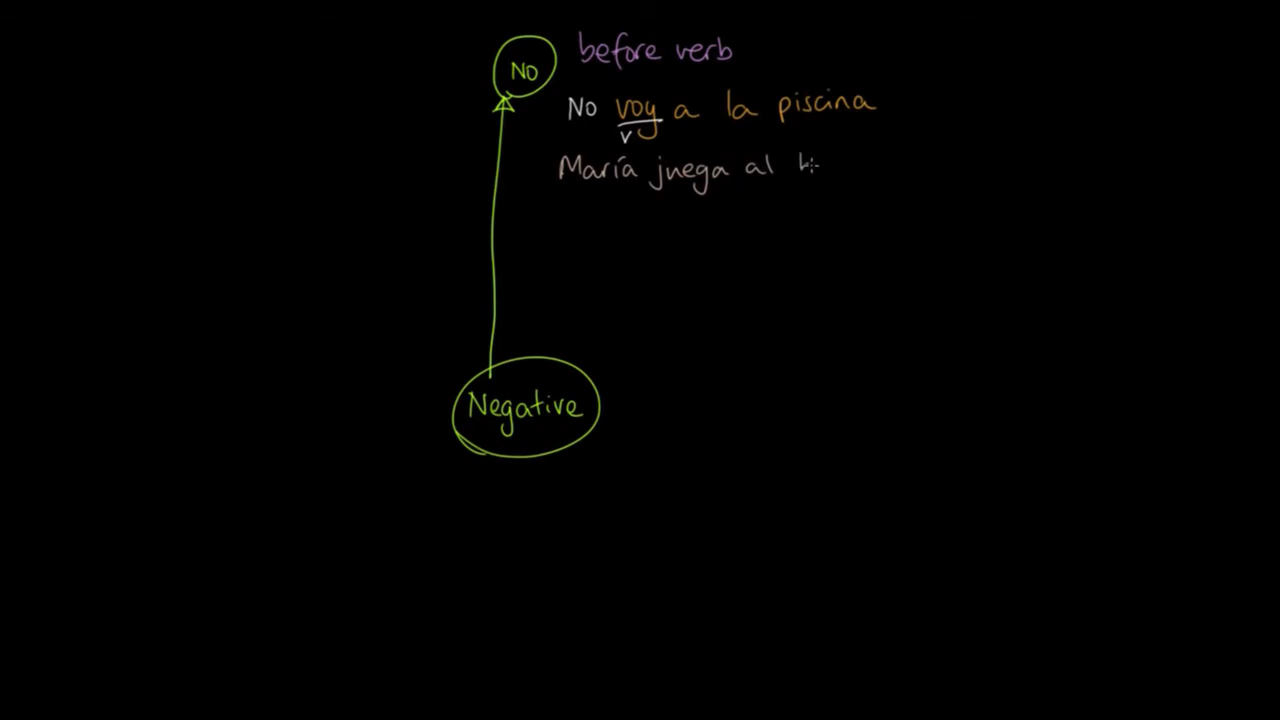 NO
before verb
No voy a la piscina
v
María juega al
Negative